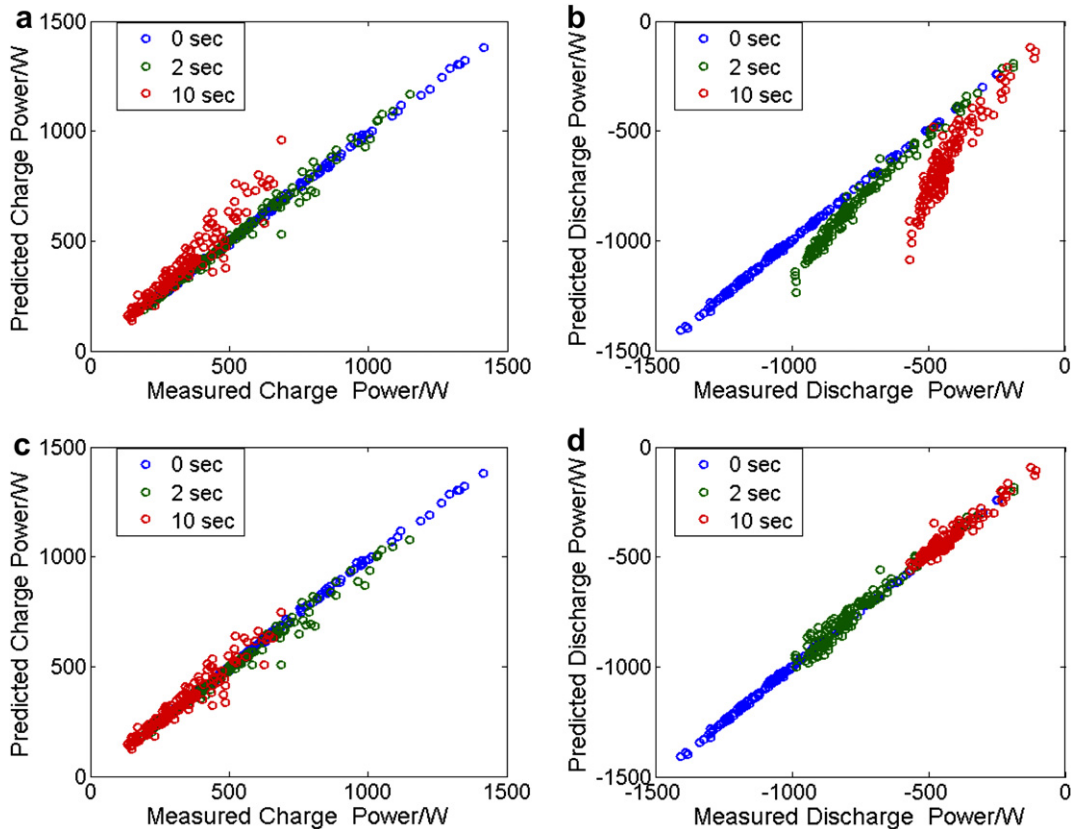 a
1500
1000
500
0
0 sec
2 sec
10 sec
Predicted Charge Power/W
0
500
1000
1500
Measured Charge Power/W
b
0
-500
-1000
-1500
0 sec
2 sec
10 sec
Predicted Discharge Power/W
-1500
-1000
-500
0
Measured Discharge Power/W
c
1500
1000
500
0
0 sec
2 sec
10 sec
Predicted Charge Power/W
0
500
1000
1500
Measured Charge Power/W
d
0
-500
-1000
-1500
0 sec
2 sec
10 sec
Predicted Discharge Power/W
-1500
-1000
-500
0
Measured Discharge Power/W